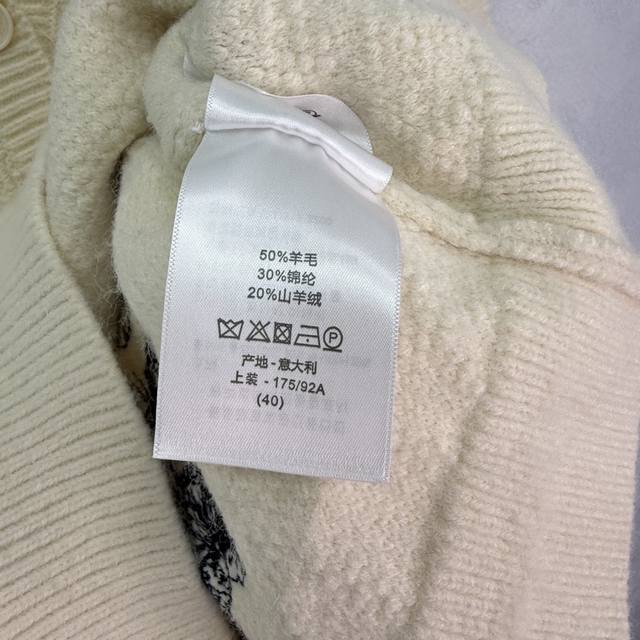 50%羊毛
30%锦纶
20%山羊绒
P
产地 - 意大利
上装 - 175/92A
(40)